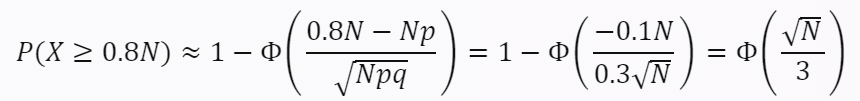 P(X ≥ 0.8N) ≈ 1 − Φ((0.8N − Np)/√(Npq)) = 1 − Φ((−0.1N)/(0.3√N)) = Φ(√N/3)